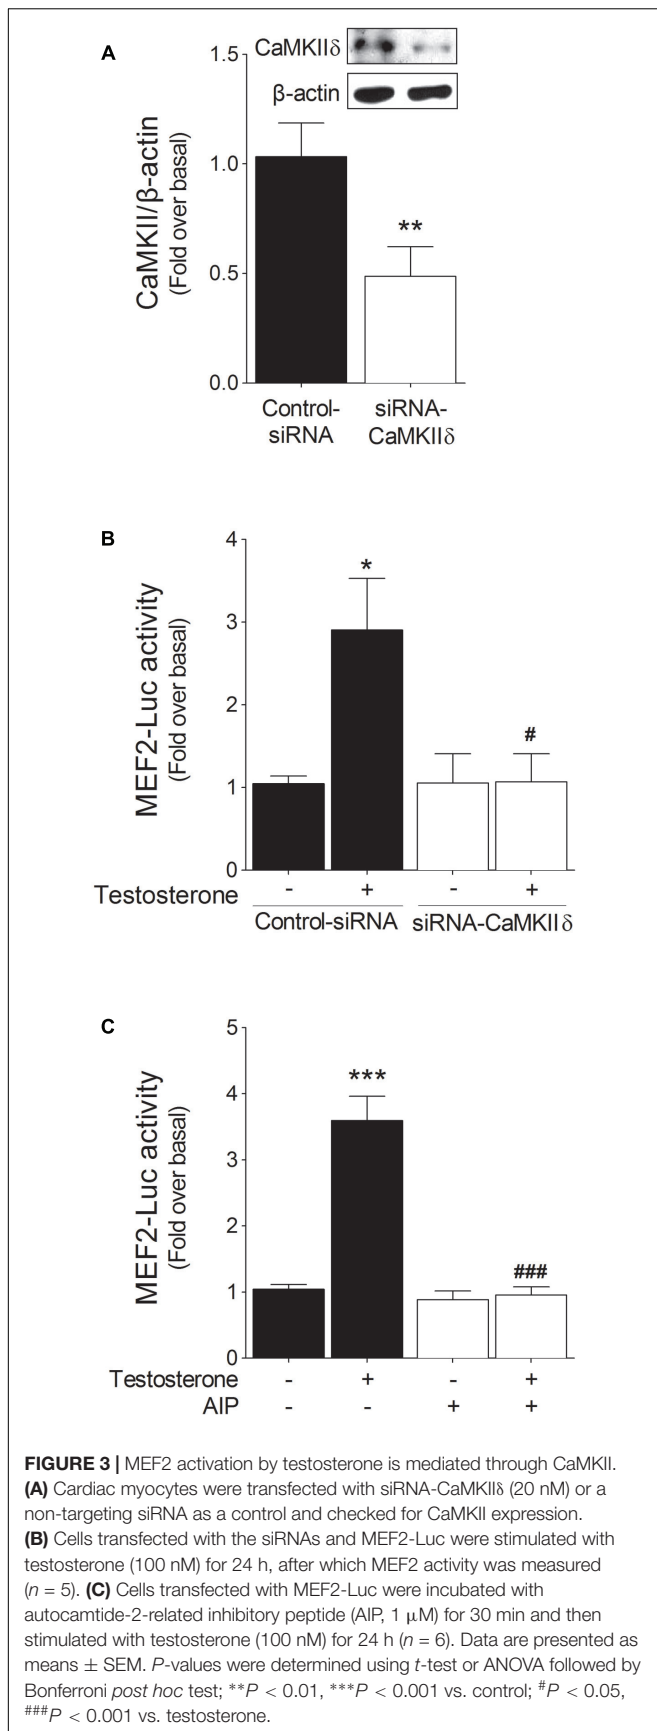 A
CaMKIIδ
β-actin
CaMKII/β-actin
(Fold over basal)
1.5
1.0
0.5
0.0
**
Control-
siRNA
siRNA-
CaMKIIδ
B
MEF2-Luc activity
(Fold over basal)
4
3
2
1
0
*
#
Testosterone - + - +
Control-siRNA siRNA-CaMKIIδ
C
MEF2-Luc activity
(Fold over basal)
5
4
3
2
1
0
***
###
Testosterone - + - +
AIP - - + +
FIGURE 3 | MEF2 activation by testosterone is mediated through CaMKII.
(A) Cardiac myocytes were transfected with siRNA-CaMKIIδ (20 nM) or a
non-targeting siRNA as a control and checked for CaMKII expression.
(B) Cells transfected with the siRNAs and MEF2-Luc were stimulated with
testosterone (100 nM) for 24 h, after which MEF2 activity was measured
(n = 5). (C) Cells transfected with MEF2-Luc were incubated with
autocamtide-2-related inhibitory peptide (AIP, 1 μM) for 30 min and then
stimulated with testosterone (100 nM) for 24 h (n = 6). Data are presented as
means ± SEM. P-values were determined using t-test or ANOVA followed by
Bonferroni post hoc test; **P < 0.01, ***P < 0.001 vs. control; #P < 0.05,
###P < 0.001 vs. testosterone.